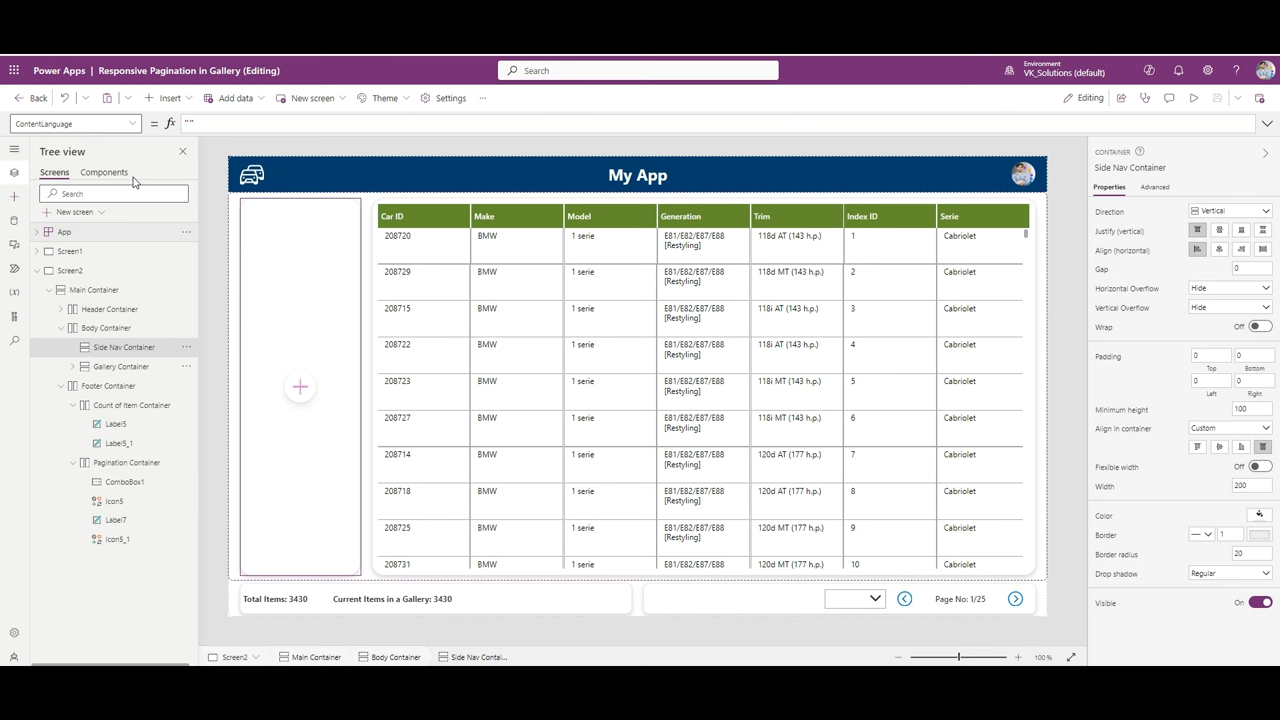 Power Apps | Responsive Pagination in Gallery (Editing)
Search
Environment
VK_Solutions (default)
Back
Insert
Add data
New screen
Theme
Settings
Editing
ContentLanguage
= fx ""
Tree view
Screens Components
Search
New screen
App
Screen1
Screen2
Main Container
Header Container
Body Container
Side Nav Container
Gallery Container
Footer Container
Count of Item Container
Label5
Label5_1
Pagination Container
ComboBox1
Icon5
Label7
Icon5_1
My App
Car ID Make Model Generation Trim Index ID Serie
208720 BMW 1 serie E81/E82/E87/E88 [Restyling] 118d AT (143 h.p.) 1 Cabriolet
208729 BMW 1 serie E81/E82/E87/E88 [Restyling] 118d MT (143 h.p.) 2 Cabriolet
208715 BMW 1 serie E81/E82/E87/E88 [Restyling] 118i AT (143 h.p.) 3 Cabriolet
208722 BMW 1 serie E81/E82/E87/E88 [Restyling] 118i AT (143 h.p.) 4 Cabriolet
208723 BMW 1 serie E81/E82/E87/E88 [Restyling] 118i MT (143 h.p.) 5 Cabriolet
208727 BMW 1 serie E81/E82/E87/E88 [Restyling] 118i MT (143 h.p.) 6 Cabriolet
208714 BMW 1 serie E81/E82/E87/E88 [Restyling] 120d AT (177 h.p.) 7 Cabriolet
208718 BMW 1 serie E81/E82/E87/E88 [Restyling] 120d AT (177 h.p.) 8 Cabriolet
208725 BMW 1 serie E81/E82/E87/E88 [Restyling] 120d MT (177 h.p.) 9 Cabriolet
208731 BMW 1 serie E81/E82/E87/E88 120d MT (177 h.p.) 10 Cabriolet
Total Items: 3430 Current Items in a Gallery: 3430
Page No: 1/25
Screen2
Main Container
Body Container
Side Nav Contai...
100 %
CONTAINER
Side Nav Container
Properties Advanced
Direction Vertical
Justify (vertical)
Align (horizontal)
Gap 0
Horizontal Overflow Hide
Vertical Overflow Hide
Wrap Off
Padding 0 0
Top Bottom
0 0
Left Right
Minimum height 100
Align in container Custom
Flexible width Off
Width 200
Color
Border 1
Border radius 20
Drop shadow Regular
Visible On